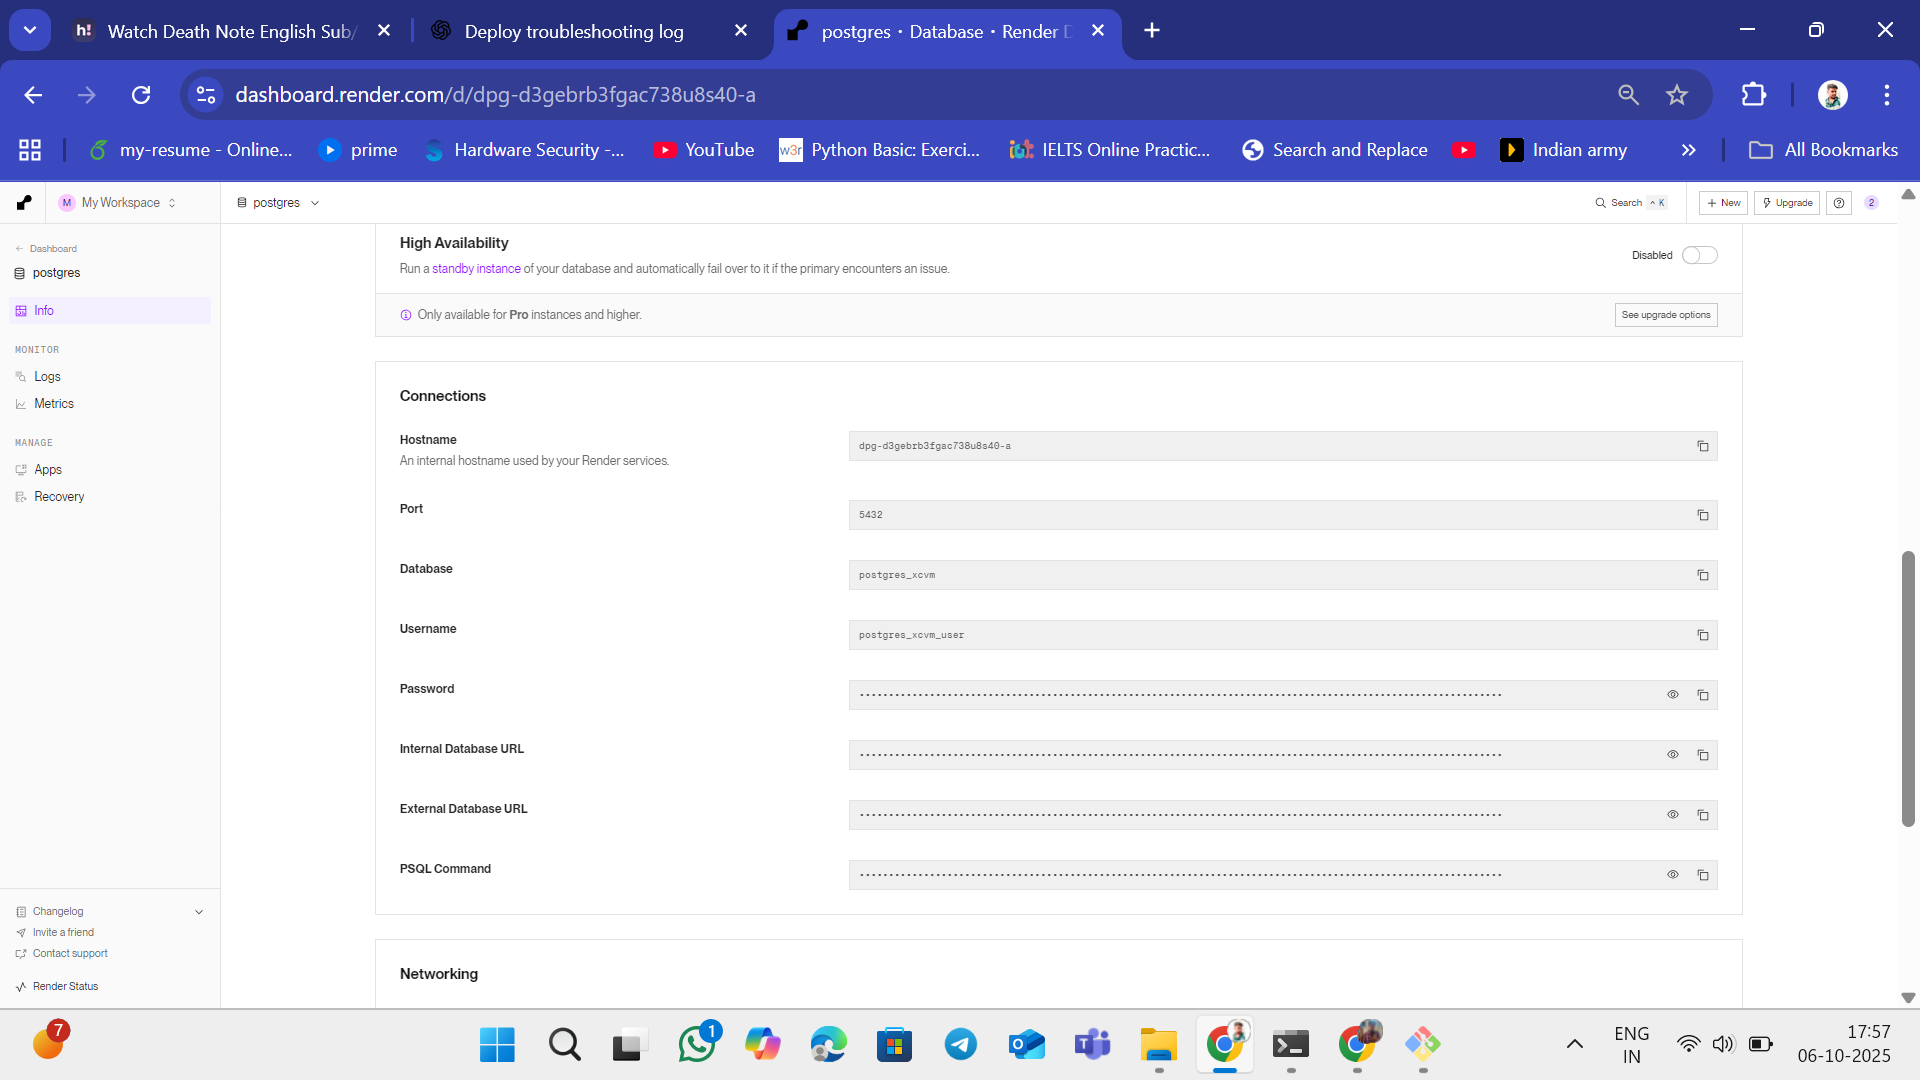 Watch Death Note English Sub/
Deploy troubleshooting log
postgres · Database · Render D
dashboard.render.com/d/dpg-d3gebrb3fgac738u8s40-a
my-resume - Online...
prime
Hardware Security -...
YouTube
w3r Python Basic: Exerci...
IELTS Online Practic...
Search and Replace
Indian army
All Bookmarks
M My Workspace
postgres
Search ^ K
+ New
Upgrade
2
← Dashboard
postgres
Info
MONITOR
Logs
Metrics
MANAGE
Apps
Recovery
Changelog
Invite a friend
Contact support
Render Status
High Availability
Run a standby instance of your database and automatically fail over to it if the primary encounters an issue.
Disabled
Only available for Pro instances and higher.
See upgrade options
Connections
Hostname
An internal hostname used by your Render services.
dpg-d3gebrb3fgac738u8s40-a
Port
5432
Database
postgres_xcvm
Username
postgres_xcvm_user
Password
Internal Database URL
External Database URL
PSQL Command
Networking
7
1
ENG
IN
17:57
06-10-2025